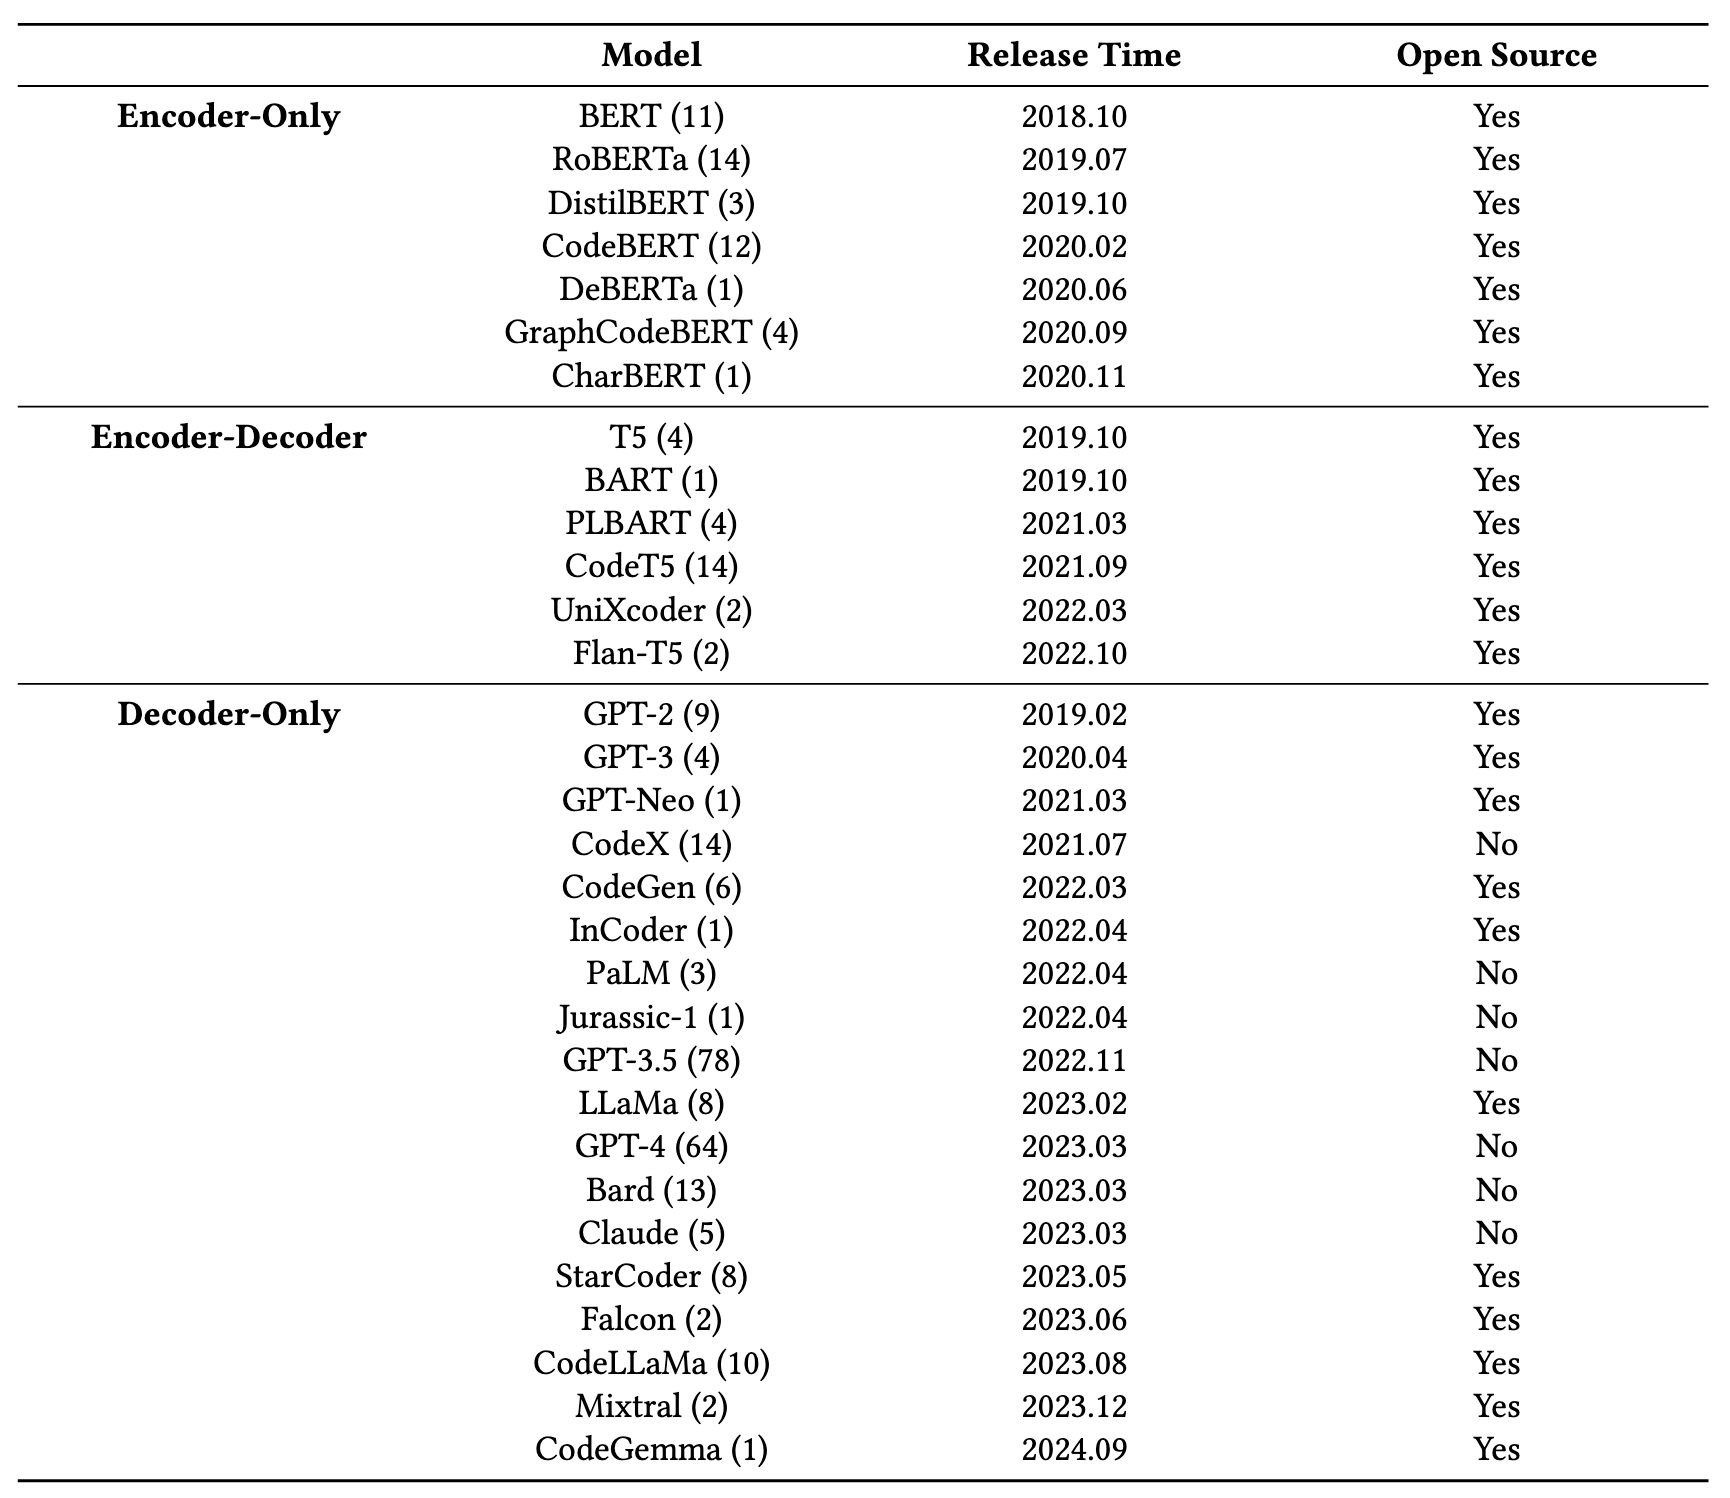 Model Release Time Open Source
Encoder-Only BERT (11) 2018.10 Yes
RoBERTa (14) 2019.07 Yes
DistilBERT (3) 2019.10 Yes
CodeBERT (12) 2020.02 Yes
DeBERTa (1) 2020.06 Yes
GraphCodeBERT (4) 2020.09 Yes
CharBERT (1) 2020.11 Yes
Encoder-Decoder T5 (4) 2019.10 Yes
BART (1) 2019.10 Yes
PLBART (4) 2021.03 Yes
CodeT5 (14) 2021.09 Yes
UniXcoder (2) 2022.03 Yes
Flan-T5 (2) 2022.10 Yes
Decoder-Only GPT-2 (9) 2019.02 Yes
GPT-3 (4) 2020.04 Yes
GPT-Neo (1) 2021.03 Yes
CodeX (14) 2021.07 No
CodeGen (6) 2022.03 Yes
InCoder (1) 2022.04 Yes
PaLM (3) 2022.04 No
Jurassic-1 (1) 2022.04 No
GPT-3.5 (78) 2022.11 No
LLaMa (8) 2023.02 Yes
GPT-4 (64) 2023.03 No
Bard (13) 2023.03 No
Claude (5) 2023.03 No
StarCoder (8) 2023.05 Yes
Falcon (2) 2023.06 Yes
CodeLLaMa (10) 2023.08 Yes
Mixtral (2) 2023.12 Yes
CodeGemma (1) 2024.09 Yes